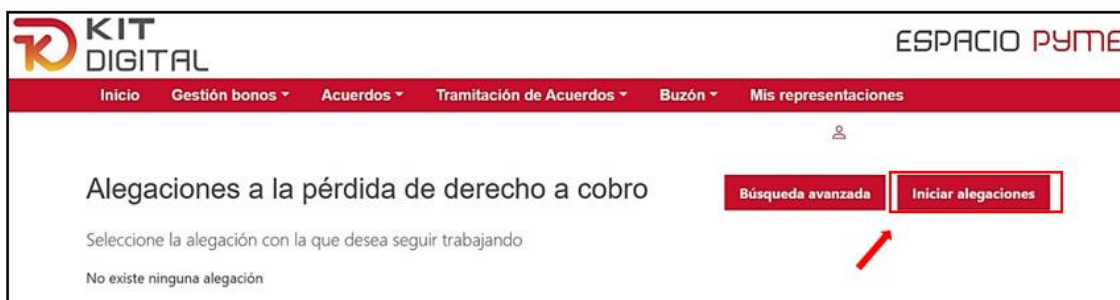 KIT
DIGITAL
ESPACIO PYME
Inicio Gestión bonos Acuerdos Tramitación de Acuerdos Buzón Mis representaciones
Alegaciones a la pérdida de derecho a cobro
Búsqueda avanzada Iniciar alegaciones
Seleccione la alegación con la que desea seguir trabajando
No existe ninguna alegación